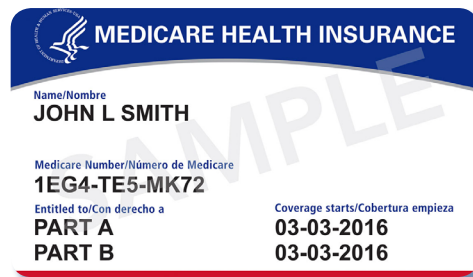 MEDICARE HEALTH INSURANCE
Name/Nombre
JOHN L SMITH
Medicare Number/Número de Medicare
1EG4-TE5-MK72
Entitled to/Con derecho a
Coverage starts/Cobertura empieza
PART A
03-03-2016
PART B
03-03-2016
SAMPLE